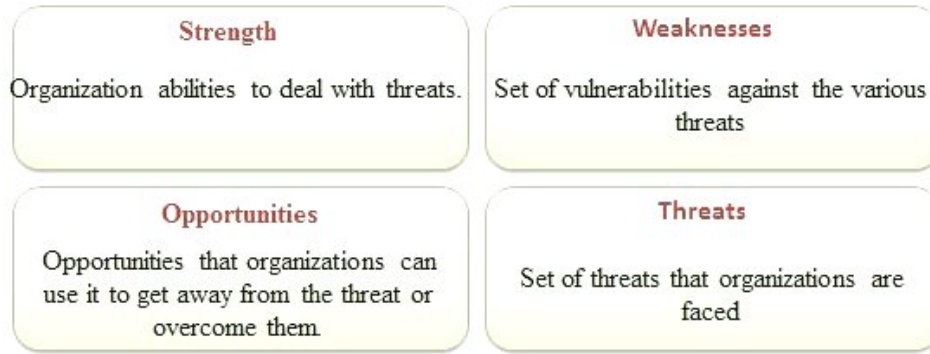 Strength
Organization abilities to deal with threats.
Weaknesses
Set of vulnerabilities against the various
threats
Opportunities
Opportunities that organizations can
use it to get away from the threat or
overcome them.
Threats
Set of threats that organizations are
faced